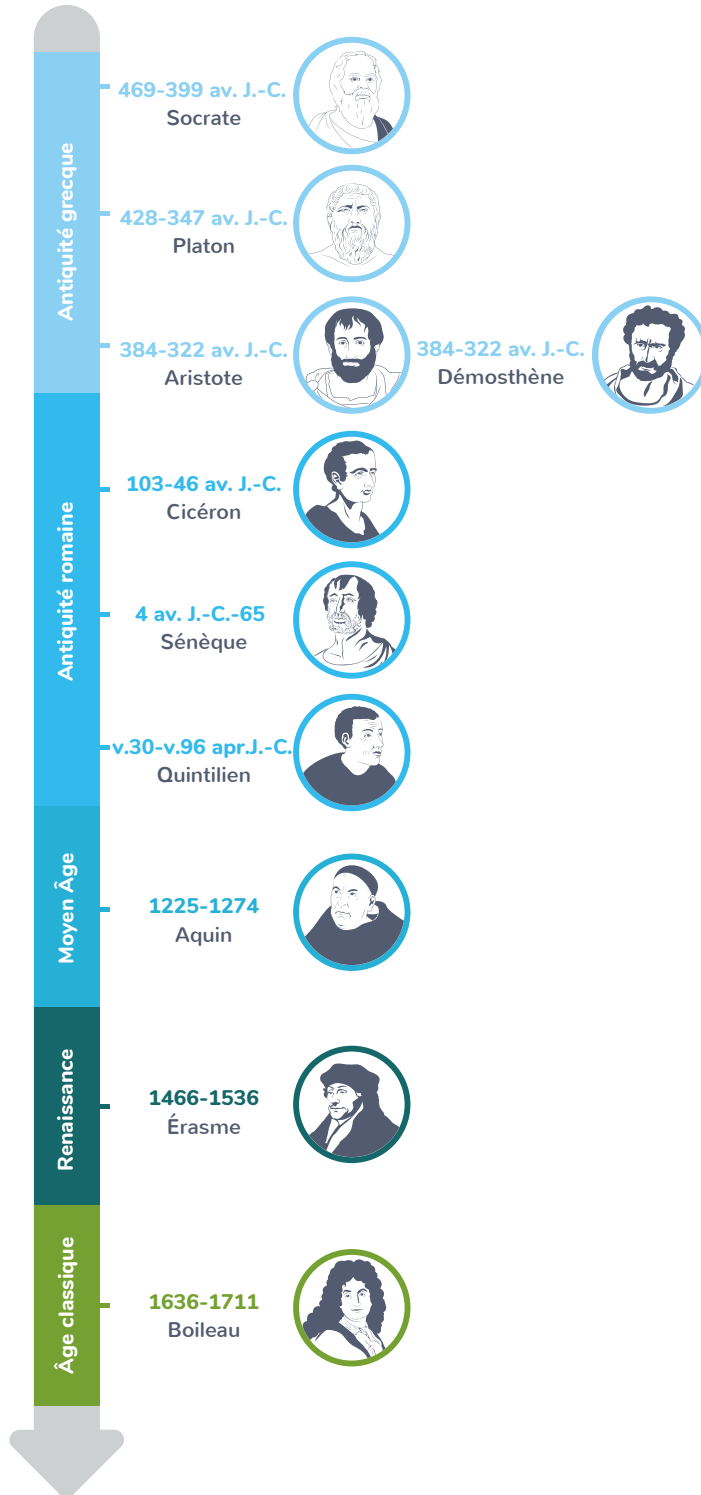 Antiquité grecque
469-399 av. J.-C.
Socrate
428-347 av. J.-C.
Platon
384-322 av. J.-C.
Aristote
384-322 av. J.-C.
Démosthène
Antiquité romaine
103-46 av. J.-C.
Cicéron
4 av. J.-C.-65
Sénèque
v.30-v.96 apr.J.-C.
Quintilien
Moyen Âge
1225-1274
Aquin
Renaissance
1466-1536
Érasme
Âge classique
1636-1711
Boileau